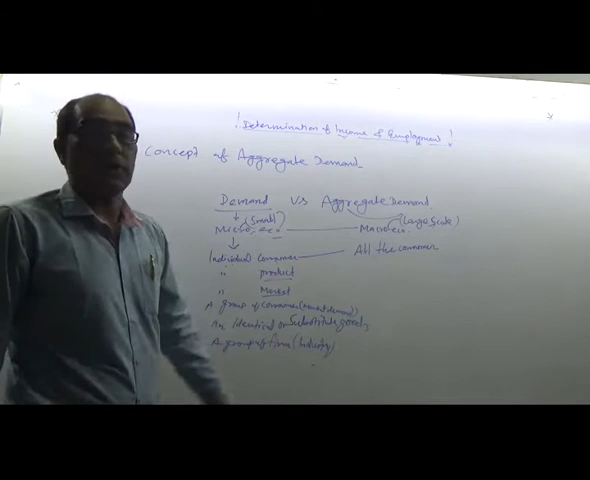 ! Determination of Income of Employment !
Concept of Aggregate Demand
Demand Vs Aggregate Demand
(Small) (Large Scale)
Micro eco. Macro eco.
Individual Consumer All the consumer
" product
" Market
A group of consumer (market demand)
An identical or Substitute goods
A group of firm (Industry)